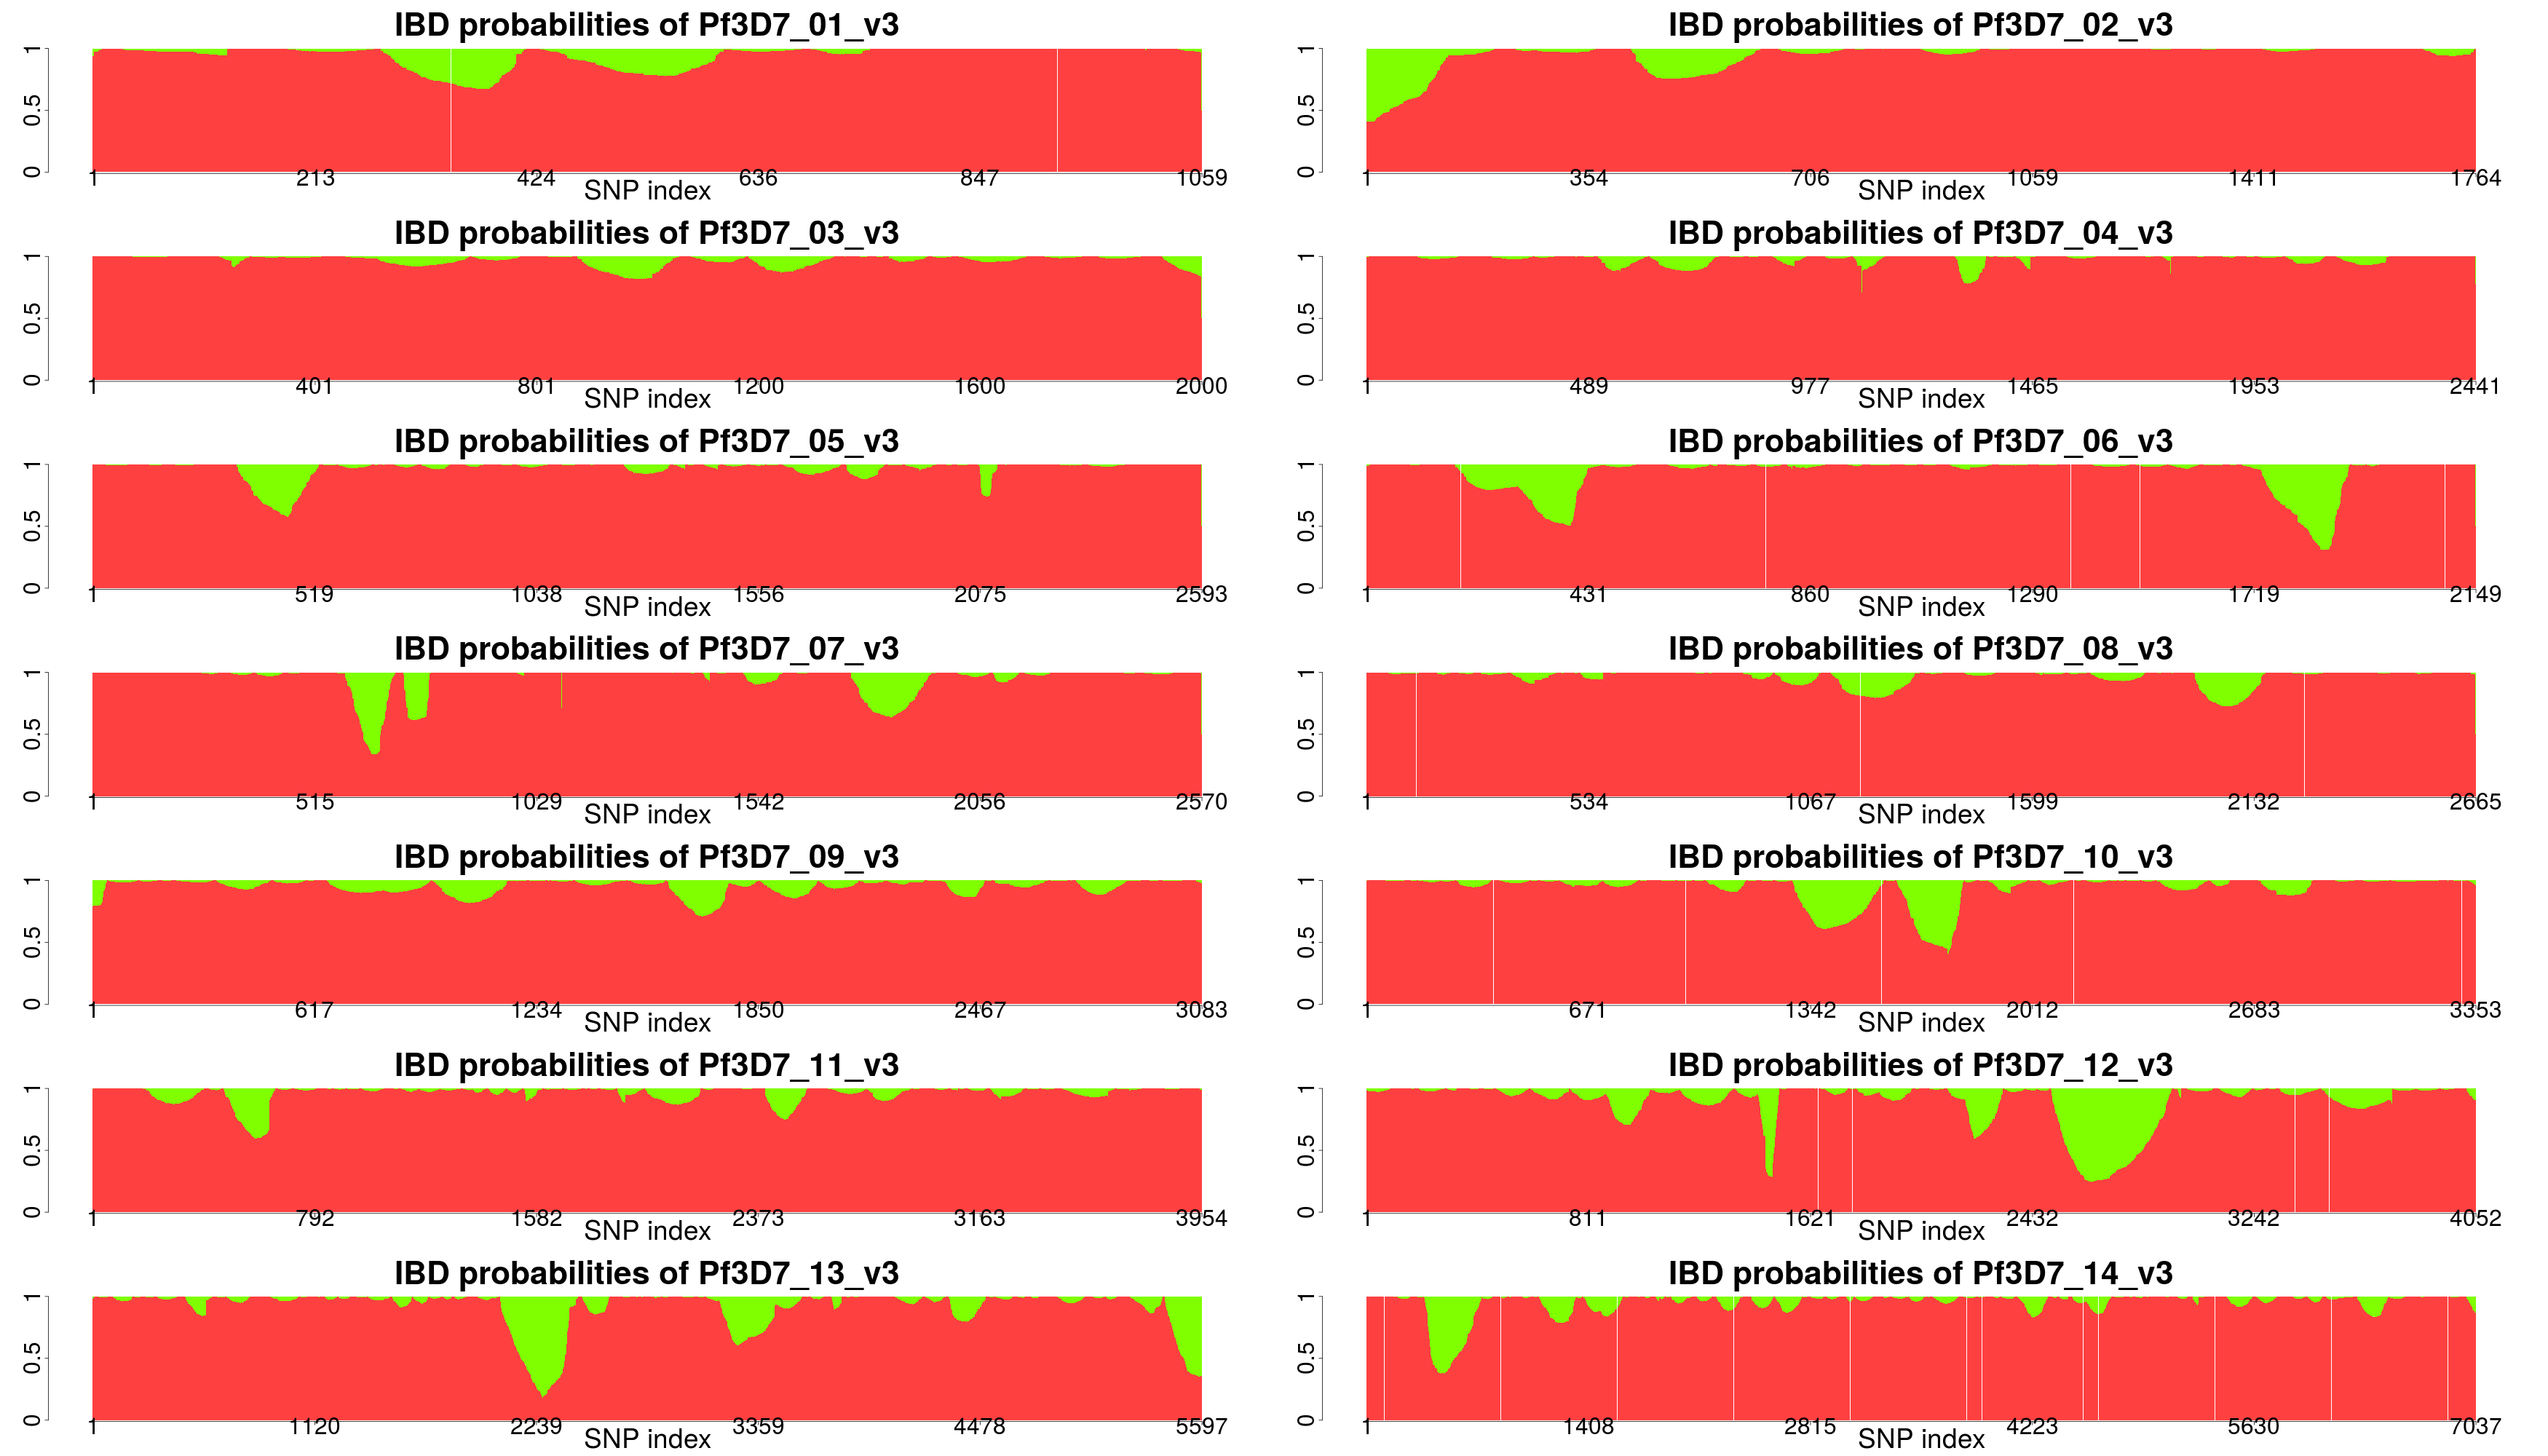 IBD probabilities of Pf3D7_01_v3
0 0.5 1
1 213 424 636 847 1059
SNP index
IBD probabilities of Pf3D7_02_v3
0 0.5 1
1 354 706 1059 1411 1764
SNP index
IBD probabilities of Pf3D7_03_v3
0 0.5 1
1 401 801 1200 1600 2000
SNP index
IBD probabilities of Pf3D7_04_v3
0 0.5 1
1 489 977 1465 1953 2441
SNP index
IBD probabilities of Pf3D7_05_v3
0 0.5 1
1 519 1038 1556 2075 2593
SNP index
IBD probabilities of Pf3D7_06_v3
0 0.5 1
1 431 860 1290 1719 2149
SNP index
IBD probabilities of Pf3D7_07_v3
0 0.5 1
1 515 1029 1542 2056 2570
SNP index
IBD probabilities of Pf3D7_08_v3
0 0.5 1
1 534 1067 1599 2132 2665
SNP index
IBD probabilities of Pf3D7_09_v3
0 0.5 1
1 617 1234 1850 2467 3083
SNP index
IBD probabilities of Pf3D7_10_v3
0 0.5 1
1 671 1342 2012 2683 3353
SNP index
IBD probabilities of Pf3D7_11_v3
0 0.5 1
1 792 1582 2373 3163 3954
SNP index
IBD probabilities of Pf3D7_12_v3
0 0.5 1
1 811 1621 2432 3242 4052
SNP index
IBD probabilities of Pf3D7_13_v3
0 0.5 1
1 1120 2239 3359 4478 5597
SNP index
IBD probabilities of Pf3D7_14_v3
0 0.5 1
1 1408 2815 4223 5630 7037
SNP index